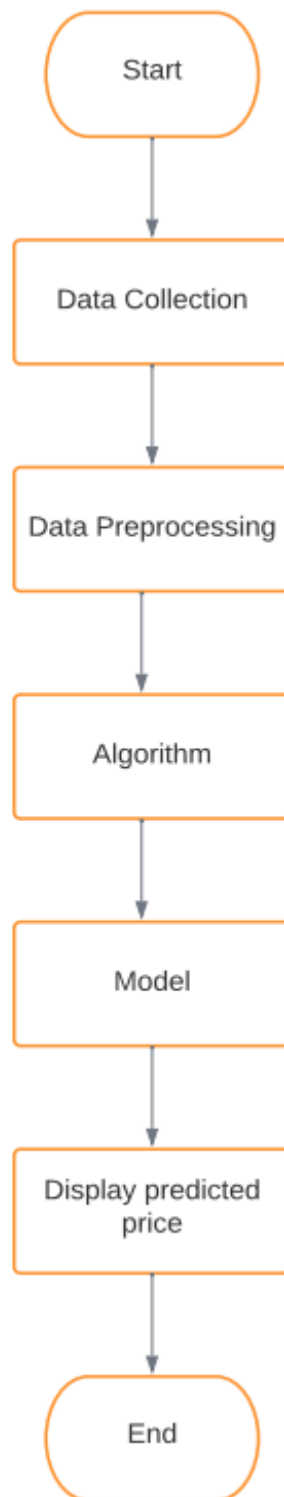 Start
Data Collection
Data Preprocessing
Algorithm
Model
Display predicted
price
End